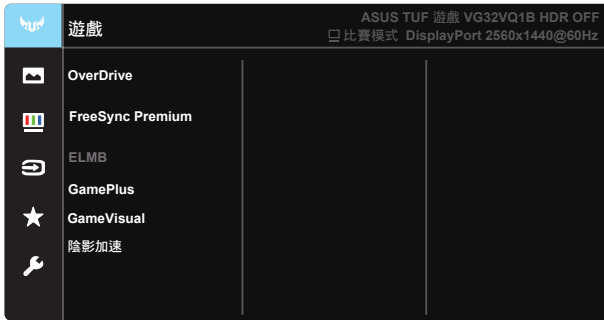 遊戲
ASUS TUF 遊戲 VG32VQ1B HDR OFF
比賽模式 DisplayPort 2560x1440@60Hz
OverDrive
FreeSync Premium
ELMB
GamePlus
GameVisual
陰影加速